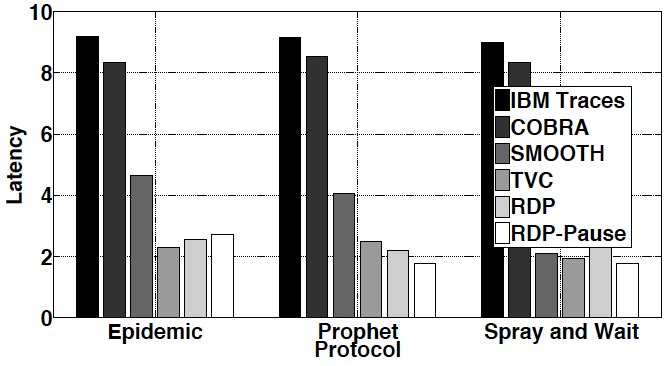 10
8
6
4
2
0
Latency
IBM Traces
COBRA
SMOOTH
TVC
RDP
RDP-Pause
Epidemic
Prophet
Spray and Wait
Protocol